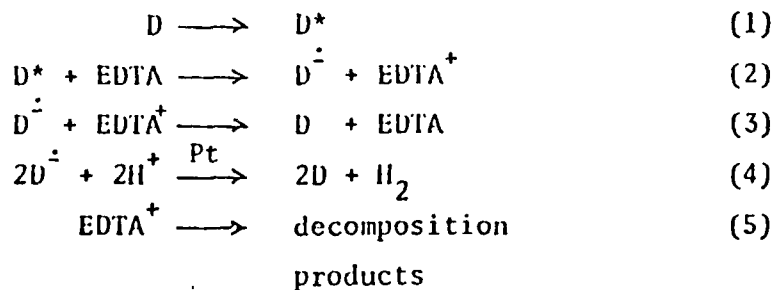 D ⟶ D* (1)
D* + EDTA ⟶ D∸ + EDTA⁺ (2)
D∸ + EDTA⁺ ⟶ D + EDTA (3)
2D∸ + 2H⁺ Pt⟶ 2D + H₂ (4)
EDTA⁺ ⟶ decomposition (5)
products